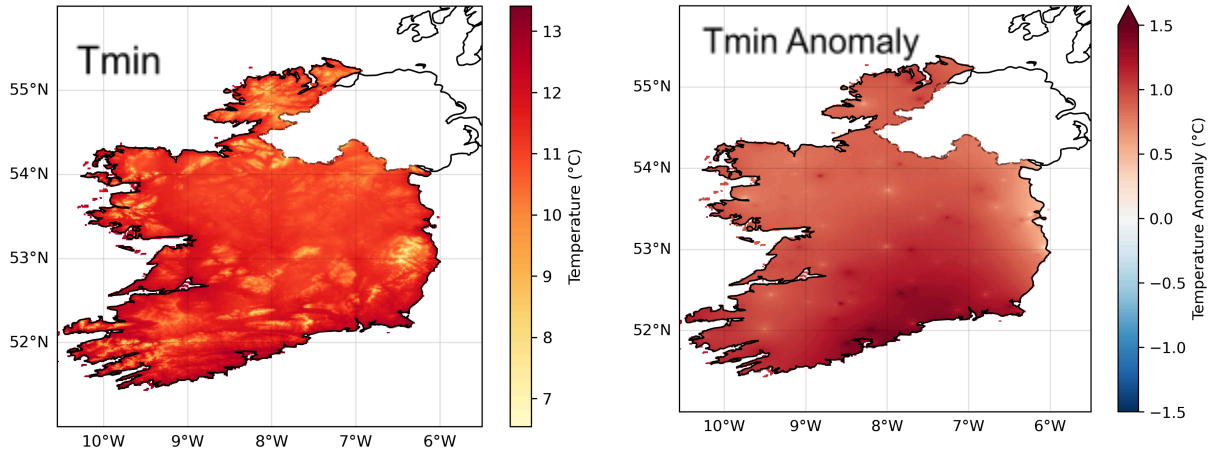 Tmin
55°N
54°N
53°N
52°N
10°W 9°W 8°W 7°W 6°W
13
12
11
10
9
8
7
Temperature (°C)
Tmin Anomaly
55°N
54°N
53°N
52°N
10°W 9°W 8°W 7°W 6°W
1.5
1.0
0.5
0.0
−0.5
−1.0
−1.5
Temperature Anomaly (°C)